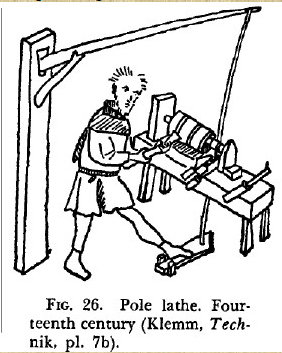 FIG. 26. Pole lathe. Four-
teenth century (Klemm, Tech-
nik, pl. 7b).